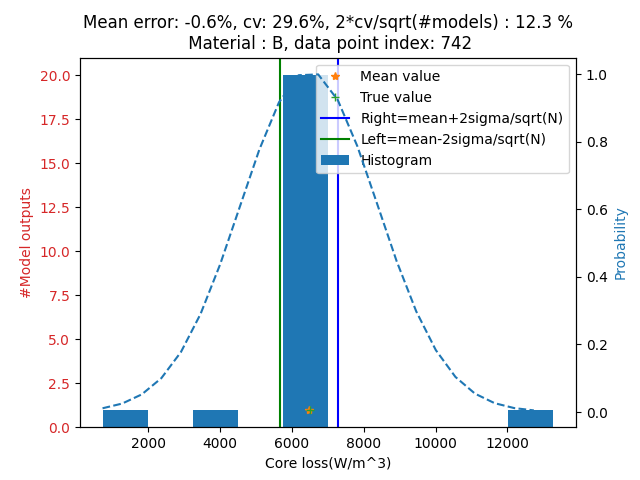 Mean error: -0.6%, cv: 29.6%, 2*cv/sqrt(#models) : 12.3 %
Material : B, data point index: 742
Mean value
True value
Right=mean+2sigma/sqrt(N)
Left=mean-2sigma/sqrt(N)
Histogram
20.0
17.5
15.0
12.5
10.0
7.5
5.0
2.5
0.0
#Model outputs
1.0
0.8
0.6
0.4
0.2
0.0
Probability
2000 4000 6000 8000 10000 12000
Core loss(W/m^3)